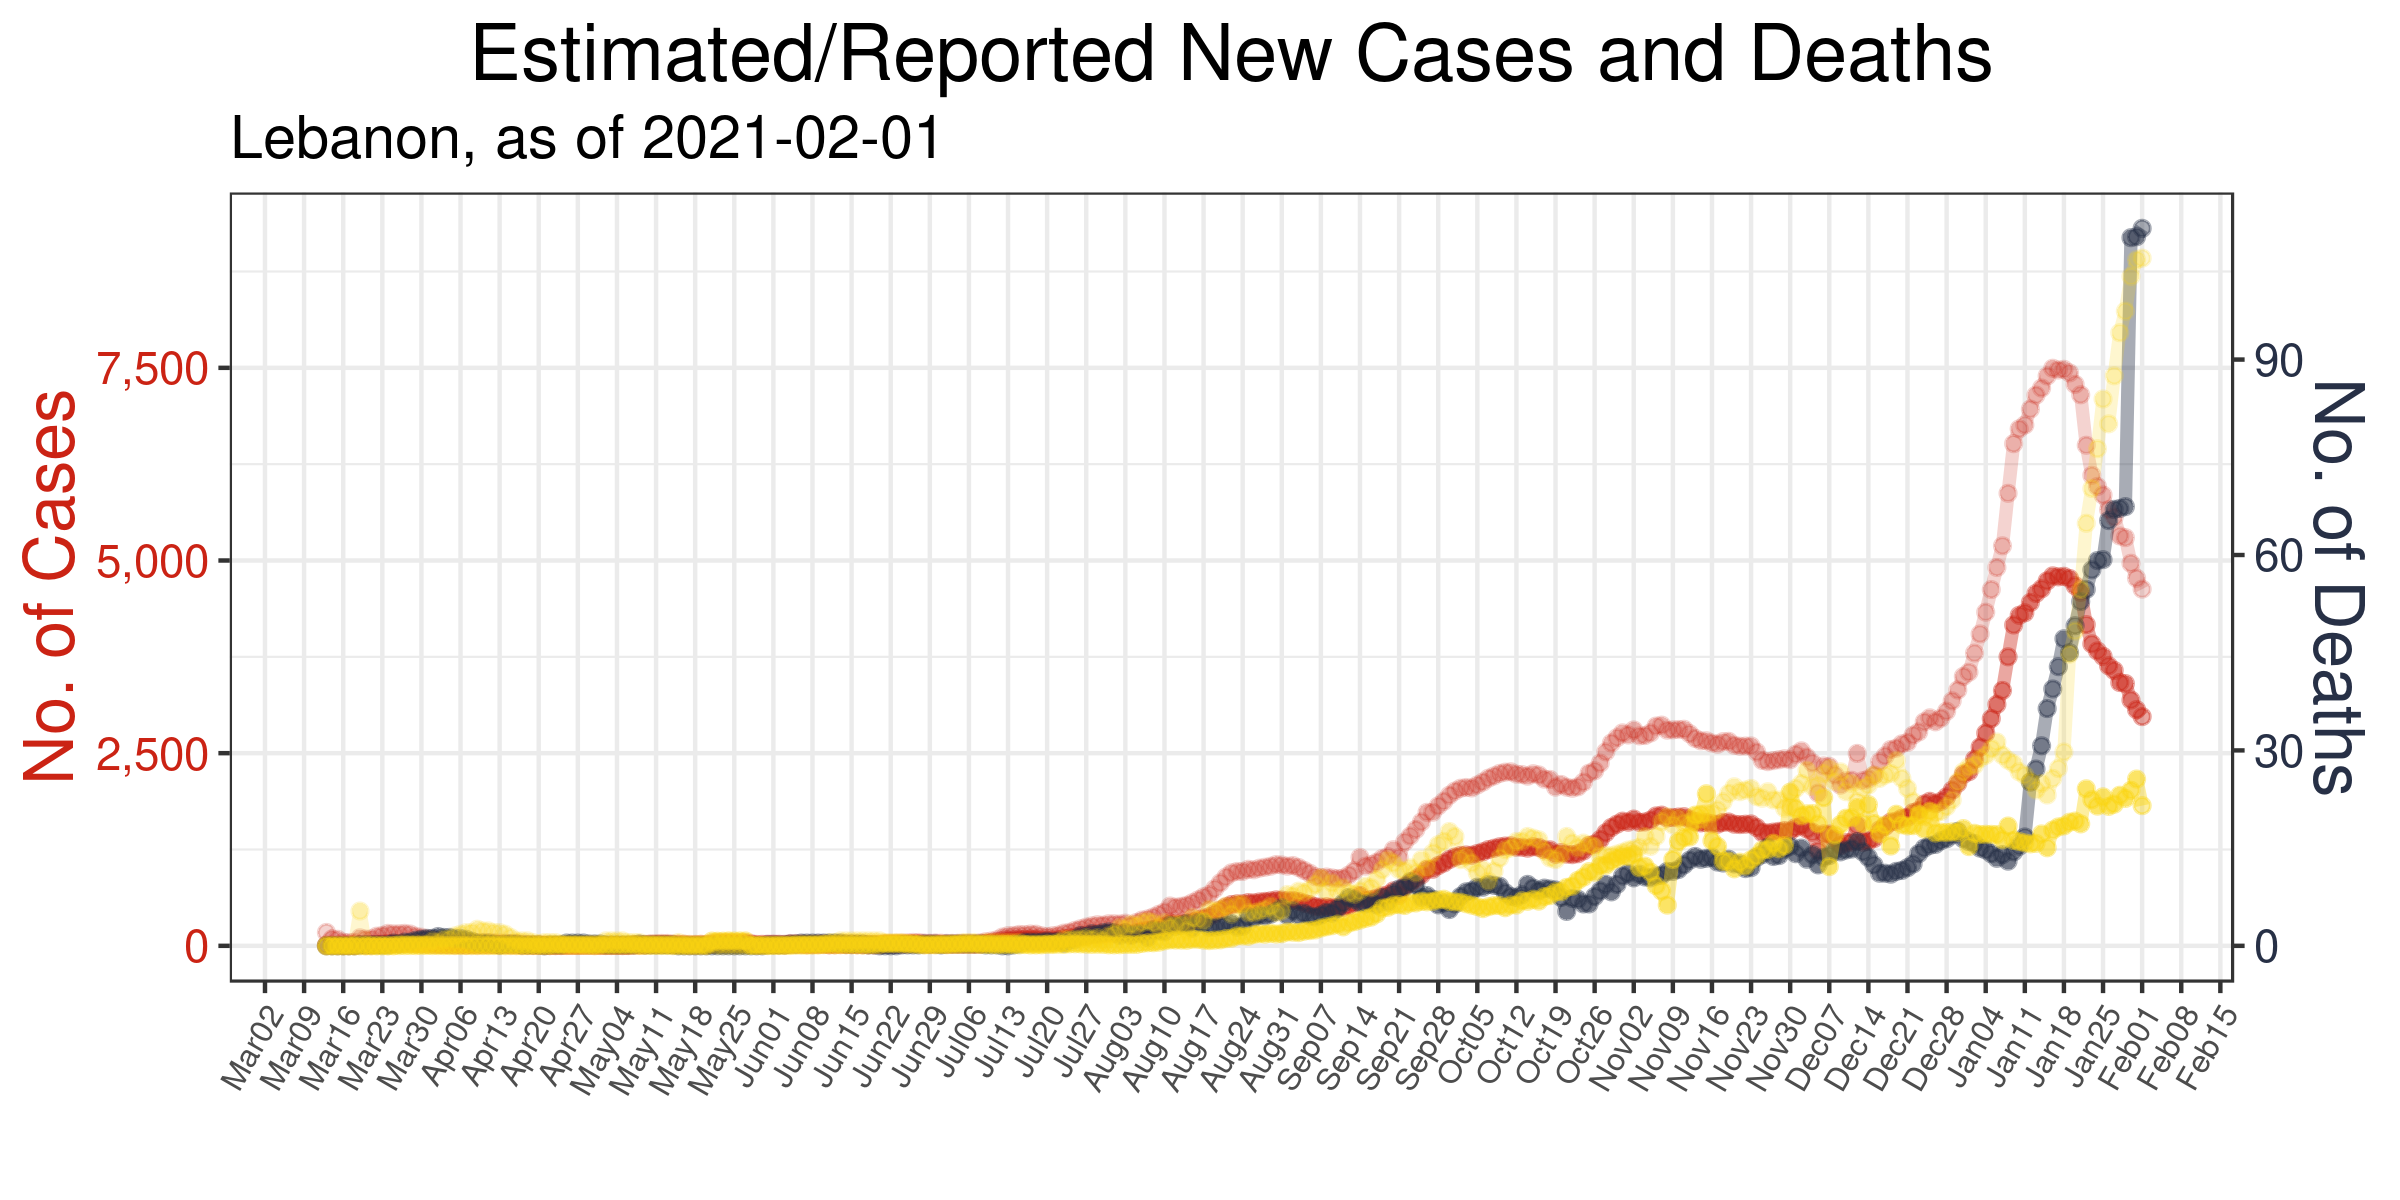 Estimated/Reported New Cases and Deaths
Lebanon, as of 2021-02-01
No. of Cases
7,500
5,000
2,500
0
90
60
30
0
No. of Deaths
Mar02
Mar09
Mar16
Mar23
Mar30
Apr06
Apr13
Apr20
Apr27
May04
May11
May18
May25
Jun01
Jun08
Jun15
Jun22
Jun29
Jul06
Jul13
Jul20
Jul27
Aug03
Aug10
Aug17
Aug24
Aug31
Sep07
Sep14
Sep21
Sep28
Oct05
Oct12
Oct19
Oct26
Nov02
Nov09
Nov16
Nov23
Nov30
Dec07
Dec14
Dec21
Dec28
Jan04
Jan11
Jan18
Jan25
Feb01
Feb08
Feb15